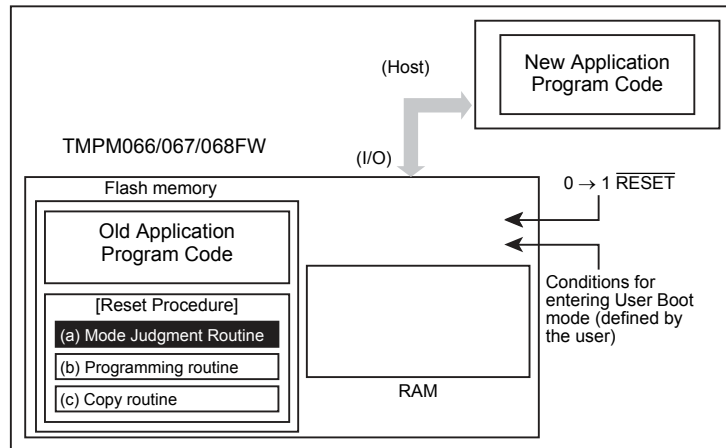 New Application
Program Code
(Host)
TMPM066/067/068FW
(I/O)
0 → 1 RESET
Flash memory
Old Application
Program Code
[Reset Procedure]
(a) Mode Judgment Routine
(b) Programming routine
(c) Copy routine
RAM
Conditions for
entering User Boot
mode (defined by
the user)